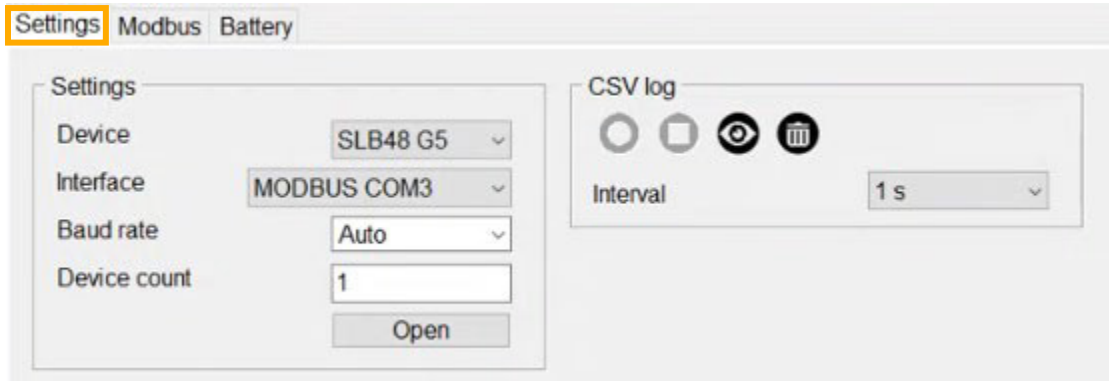 Settings Modbus Battery
Settings
Device SLB48 G5
Interface MODBUS COM3
Baud rate Auto
Device count 1
Open
CSV log
Interval 1 s